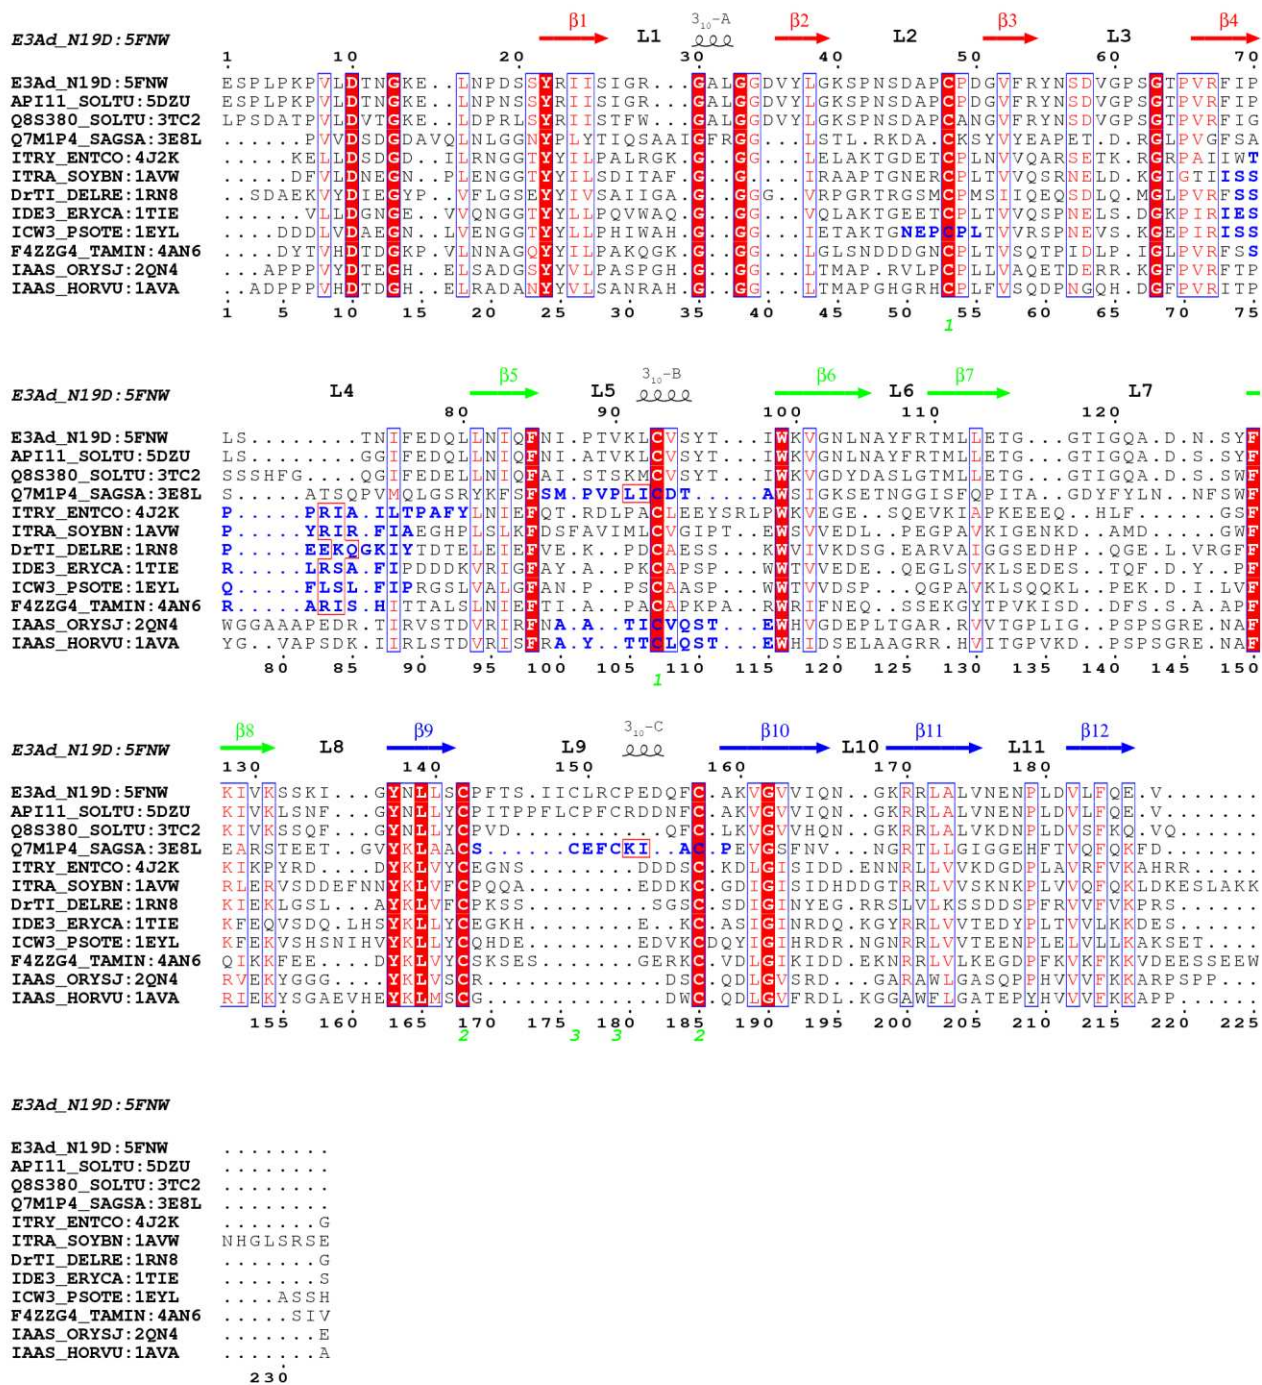 β1 L1 3₁₀-A β2 L2 β3 L3 β4
E3Ad_N19D:5FNW
1 10 20 30 40 50 60 70
E3Ad_N19D:5FNW ESPLPKPVLDTNGKE..LNPDSSYRIISIGR...GALGGDVYLGKSPNSDAPCPDGVFRYNSDVGPSGTPVRFIP
API11_SOLTU:5DZU ESPLPKPVLDTNGKE..LNPNSSYRIISIGR...GALGGDVYLGKSPNSDAPCPDGVFRYNSDVGPSGTPVRFIP
Q8S380_SOLTU:3TC2 LPSDATPVLDVTGKE..LDPRLSYRIISTFW...GALGGDVYLGKSPNSDAPCANGVFRYNSDVGPSGTPVRFIG
Q7M1P4_SAGSA:3E8L ....PVVDSDGDAVQLNLGGNYPLYTIQSAAIGFRGG...LSTL.RKDA.CKSYVYEAPET.D.RGLPVGFSA
ITRY_ENTCO:4J2K .....KELLDSDGD..ILRNGGTYYILPALRGK...G..GG...LELAKTGDETCPLNVVQARSETK.RGRPAIIWT
ITRA_SOYBN:1AVW ......DFVLDNEGN..PLENGGTYYILSDITAF...G..GG...IRAAPTGNERCPLTVVQSRNELD.KGIGTIISS
DrTI_DELRE:1RN8 ..SDAEKVYDIEGYP..VFLGSEYYIVSAIIGA...G..GG...VRPGRTRGSMCPMSIIQEQSDLQ.MGLPVRFSS
IDE3_ERYCA:1TIE ......VLLDGNGE..VVQNGGTYYLLPQVWAQ...G..GG...VQLAKTGEETCPLTVVQSPNELS.DGKPIRIES
ICW3_PSOTE:1EYL ...DDDLVDAEGN..LVENGGTYYLLPHIWAH...G..GG...IETAKTGNEPCPLTVVRSPNEVS.KGEPIRISS
F4ZZG4_TAMIN:4AN6 ...DYTVHDTDGKP.VLNNAGQYYILPAKQGK...G..GG...LGLSNDDDGNCPLTVSQTPIDLP.IGLPVRFSS
IAAS_ORYSJ:2QN4 ...APPPVYDTEGH..ELSADGSYYVLPASPGH...G..GG...LTMAP.RVLPCPLLVAQETDERRKGFPVRFTP
IAAS_HORVU:1AVA ..ADPPPVHDTDGH..ELRADANYYVLSANRAH...G..GG...LTMAPGHGRHCPLFVSQDPNGQH.DGFPVRITP
1 5 10 15 20 25 30 35 40 45 50 55 60 65 70 75
1
L4 β5 L5 3₁₀-B β6 L6 β7 L7
E3Ad_N19D:5FNW
80 90 100 110 120
E3Ad_N19D:5FNW LS........TNIFEDQLLNIQFNI.PTVKLCVSYT...IWKVGNLNAYFRTMLLETG...GTIGQA.D.N.SYF
API11_SOLTU:5DZU LS........GGIFEDQLLNIQFNI.ATVKLCVSYT...IWKVGNLNAYFRTMLLETG...GTIGQA.D.S.SYF
Q8S380_SOLTU:3TC2 SSSHFG....QGIFEDELLNIQFAI.STSKMCVSYT...IWKVGDYDASLGTMLLETG...GTIGQA.D.S.SWF
Q7M1P4_SAGSA:3E8L S.....ATSQPVMQLGSRYKFSFSM.PVPLICDT.....AWSIGKSETNGGISFQPITA.GDYFYLN..NFSWF
ITRY_ENTCO:4J2K P.....PRIA.ILTPAFYLNIEFQT.RDLPACLEEYSRLPWKVEGE.SQEVKIAPKEEEQ.HLF.....GSF
ITRA_SOYBN:1AVW P.....YRIR.FIAEGHPLSLKFDSFAVIMLCVGIPT..EWSVVEDL..PEGPAVKIGENKD.AMD...GWF
DrTI_DELRE:1RN8 P.....EEKQGKIYTDTELEIEFVE.K..PDCAESS...KWVIVKDSG.EARVAIGGSEDHP..QGE.LVRGFF
IDE3_ERYCA:1TIE R.....LRSA.FIPDDDKVRIGFAY.A..PKCAPSP...WWTVVEDE..QEGLSVKLSEDES..TQF.D.Y.PF
ICW3_PSOTE:1EYL Q.....FLSL.FIPRGSLVALGFAN.P..PSCAASP...WWTVVDSP..QGPAVKLSQQKL.PEKD.I.LVF
F4ZZG4_TAMIN:4AN6 R.....ARIS.HITTALSLNIEFTI.A..PACAPKPA..RWRIFNEQ..SSEKGYTPVKISD.DFS.S.AAPF
IAAS_ORYSJ:2QN4 WGGAAAPEDR.TIRVSTDVRIRFNA.A..TICVQST...EWHVGDEPLTGAR.RVVTGPLIG.PSPSGRENAF
IAAS_HORVU:1AVA YG..VAPSDK.IIRLSTDVRISFRA.Y..TTCLQST...EWHIDSELAAGRR.HVITGPVKD.PSPSGRE.NAF
80 85 90 95 100 105 110 115 120 125 130 135 140 145 150
1
β8 L8 β9 L9 3₁₀-C β10 L10 β11 L11 β12
E3Ad_N19D:5FNW
130 140 150 160 170 180
E3Ad_N19D:5FNW KIVKSSKI...GYNLLSCPFTS.IICLRCPEDQFC.AKVGVVIQN..GKRRLALVNENPLDVLFQE.V.......
API11_SOLTU:5DZU KIVKLSNF...GYNLLYCPITPPFLCPFCRDDNFC.AKVGVVIQN..GKRRLALVNENPLDVLFQE.V.......
Q8S380_SOLTU:3TC2 KIVKSSQF...GYNLLYCPVD.........QFC.LKVGVVHQN..GKRRLALVKDNPLDVSFKQ.VQ......
Q7M1P4_SAGSA:3E8L EARSTEET..GVYKLAACS......CEFCKI..AC.PEVGSFNV...NGRTLLGIGGEHFTVQFQKFD.......
ITRY_ENTCO:4J2K KIKPYRD....DYKLVYCEGNS.......DDDSC.KDLGISIDD.ENNRRLVVKDGDPLAVRFVKAHRR.....
ITRA_SOYBN:1AVW RLERVSDDEFNNYKLVFCPQQA.......EDDKC.GDIGISIDHDDGTRRLVVSKNKPLVVQFQKLDKESLAKK
DrTI_DELRE:1RN8 KIEKLGSL...AYKLVFCPKSS.......SGSC.SDIGINYEG.RRSLVLKSSDDSPFRVVFVKPRS......
IDE3_ERYCA:1TIE KFEQVSDQ.LHSYKLLYCEGKH........E..KCASIGINRDQ.KGYRRLVVTEDYPLTVVLKKDES......
ICW3_PSOTE:1EYL KFEKVSHSNIHVYKLLYCQHDE.......EDVKCDQYIGIHRDR.NGNRRLVVTEENPLELVLLKAKSET.....
F4ZZG4_TAMIN:4AN6 QIKKFEE....DYKLVYCSKSES......GERKC.VDLGIKIDD.EKNRRLVLKEGDPFKVKFKKVDEESSEEW
IAAS_ORYSJ:2QN4 RVEKYGGG...YKLVSCR..........DSC.QDLGVSRD..GARAWLGASQPPHVVVFKKARPSPP..
IAAS_HORVU:1AVA RIEKYSGAEVHEYKLMSCG..........DWC.QDLGVFRDL.KGGAWFLGATEPYHVVVFKKAPP......
155 160 165 170 175 180 185 190 195 200 205 210 215 220 225
2 3 3 2
E3Ad_N19D:5FNW
E3Ad_N19D:5FNW ........
API11_SOLTU:5DZU ........
Q8S380_SOLTU:3TC2 ........
Q7M1P4_SAGSA:3E8L ........
ITRY_ENTCO:4J2K .......G
ITRA_SOYBN:1AVW NHGLSRSE
DrTI_DELRE:1RN8 .......G
IDE3_ERYCA:1TIE .......S
ICW3_PSOTE:1EYL ....ASSH
F4ZZG4_TAMIN:4AN6 .....SIV
IAAS_ORYSJ:2QN4 .......E
IAAS_HORVU:1AVA .......A
230